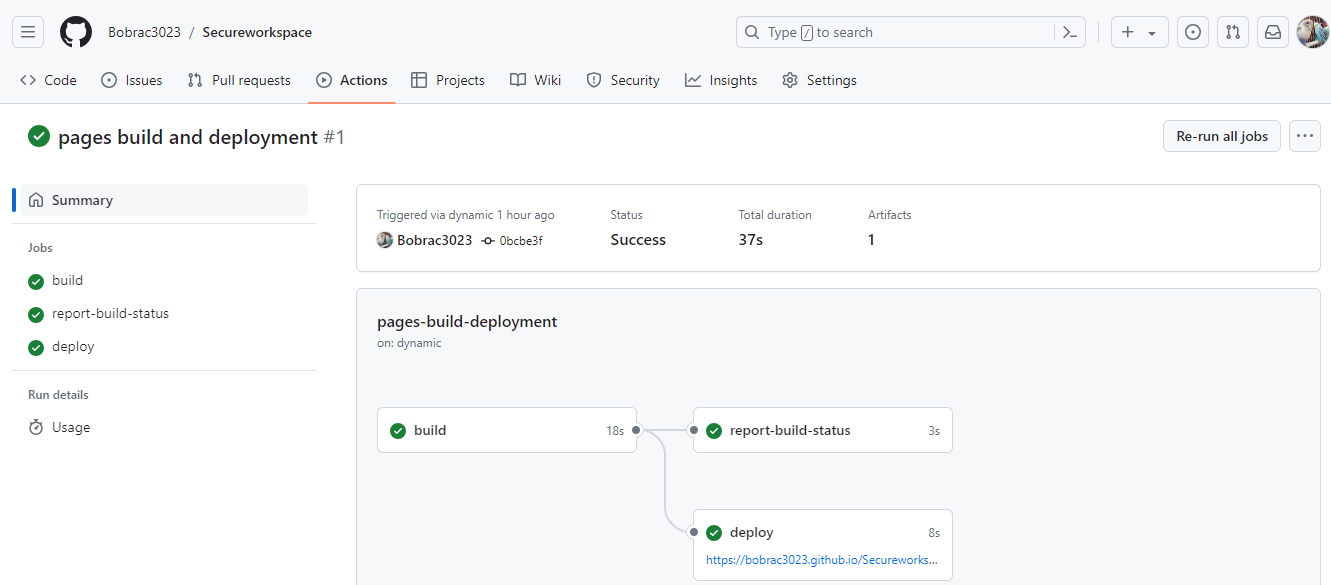 Bobrac3023 / Secureworkspace
Type / to search
Code Issues Pull requests Actions Projects Wiki Security Insights Settings
pages build and deployment #1
Re-run all jobs
Summary
Jobs
build
report-build-status
deploy
Run details
Usage
Triggered via dynamic 1 hour ago
Bobrac3023 0bcbe3f
Status
Success
Total duration
37s
Artifacts
1
pages-build-deployment
on: dynamic
build 18s
report-build-status 3s
deploy 8s
https://bobrac3023.github.io/Secureworks...